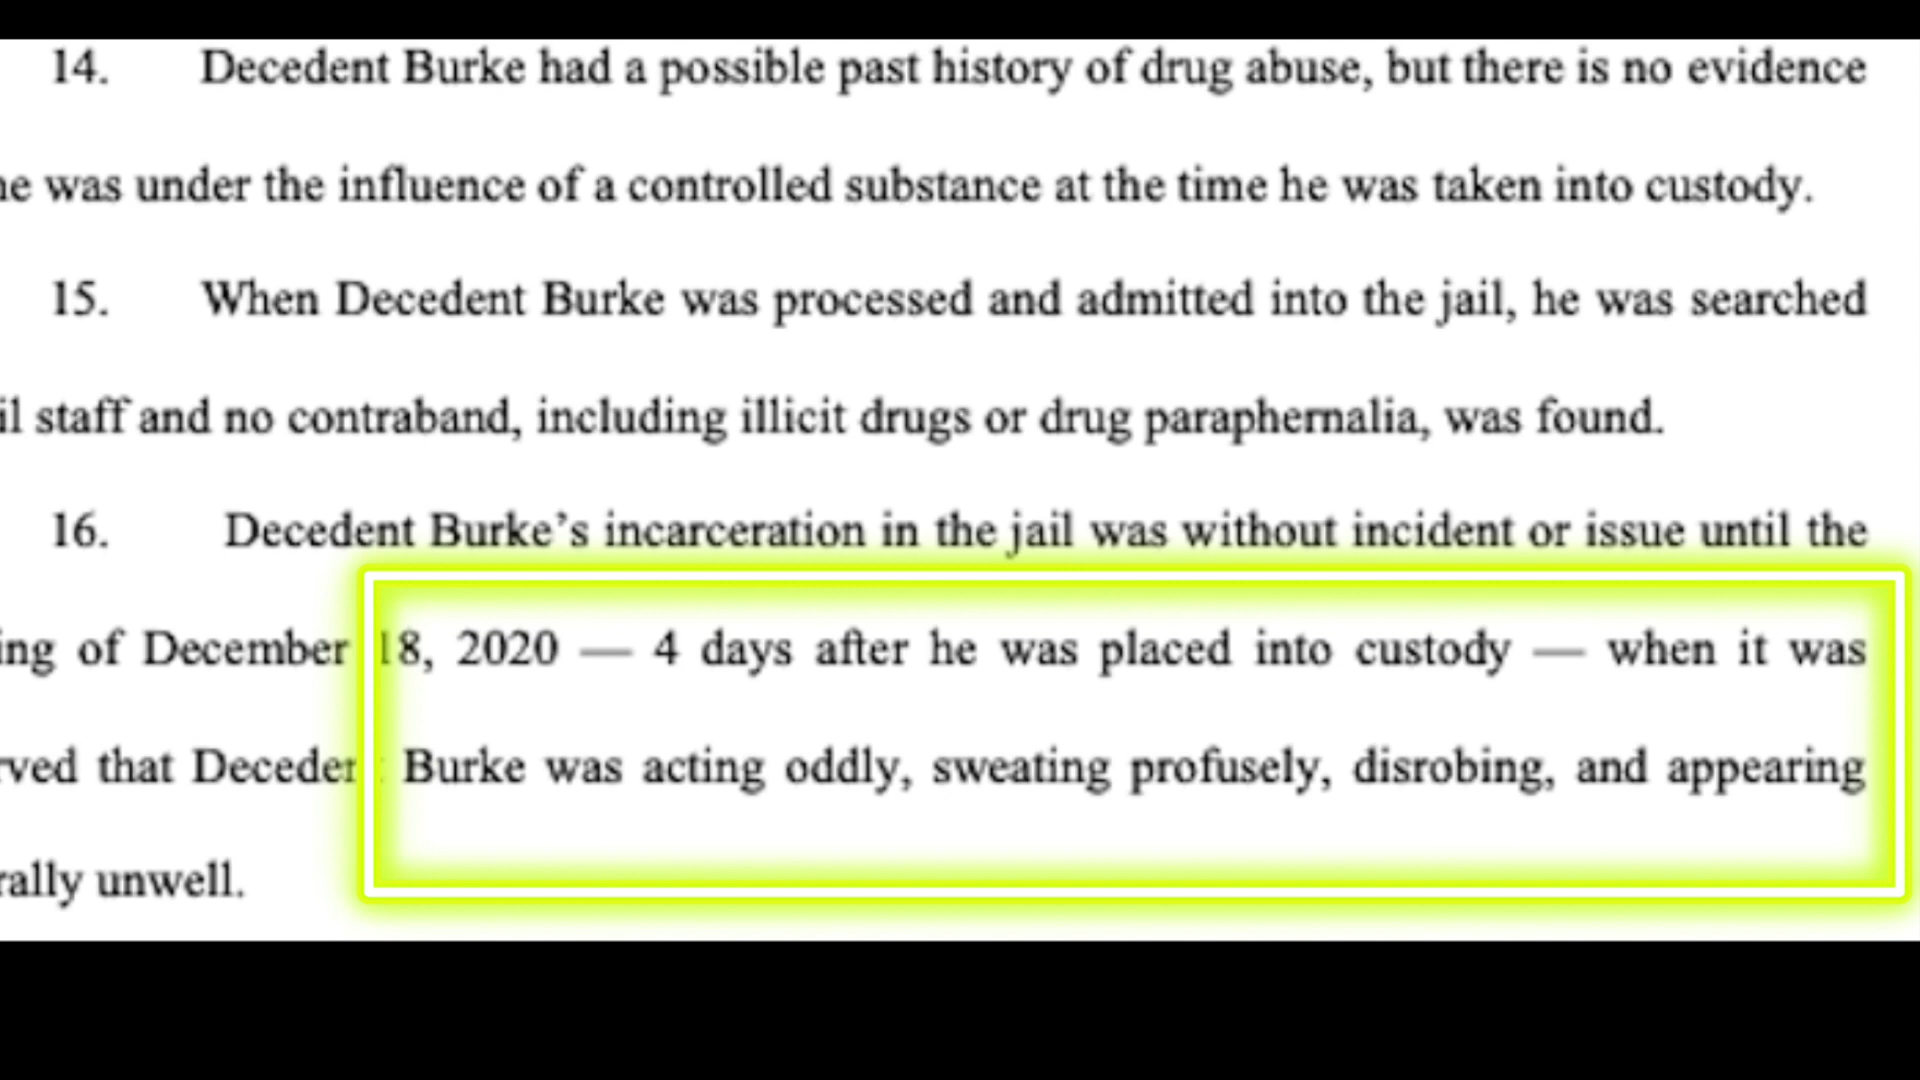 14. Decedent Burke had a possible past history of drug abuse, but there is no evidence
he was under the influence of a controlled substance at the time he was taken into custody.
15. When Decedent Burke was processed and admitted into the jail, he was searched
il staff and no contraband, including illicit drugs or drug paraphernalia, was found.
16. Decedent Burke’s incarceration in the jail was without incident or issue until the
ing of December 18, 2020 — 4 days after he was placed into custody — when it was
rved that Deceden Burke was acting oddly, sweating profusely, disrobing, and appearing
rally unwell.